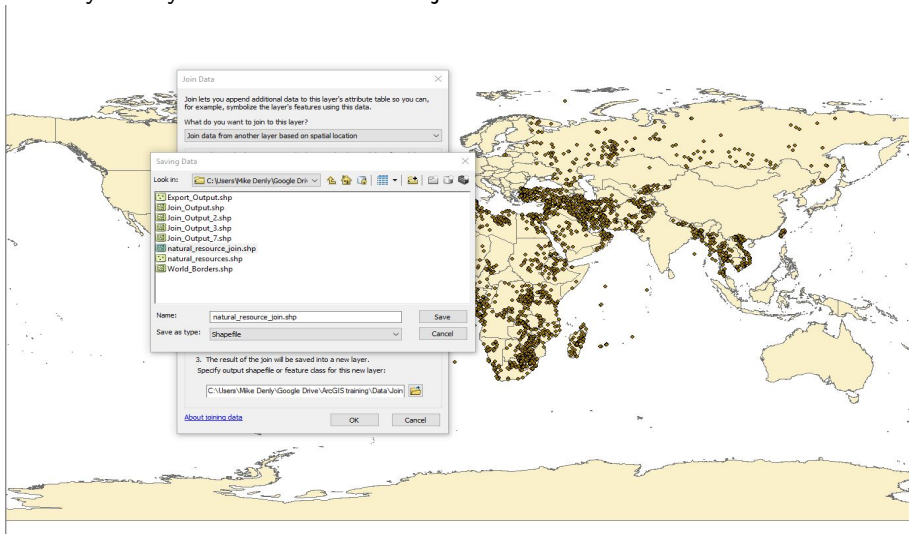 Join Data
Join lets you append additional data to this layer's attribute table so you can,
for example, symbolize the layer's features using this data.
What do you want to join to this layer?
Join data from another layer based on spatial location
Saving Data
Look in: C:\Users\Mike Denly\Google Driv
Export_Output.shp
Join_Output.shp
Join_Output_2.shp
Join_Output_3.shp
Join_Output_7.shp
natural_resource_join.shp
natural_resources.shp
World_Borders.shp
Name: natural_resource_join.shp Save
Save as type: Shapefile Cancel
3. The result of the join will be saved into a new layer.
Specify output shapefile or feature class for this new layer:
C:\Users\Mike Denly\Google Drive\ArcGIS training\Data\Join
About joining data OK Cancel